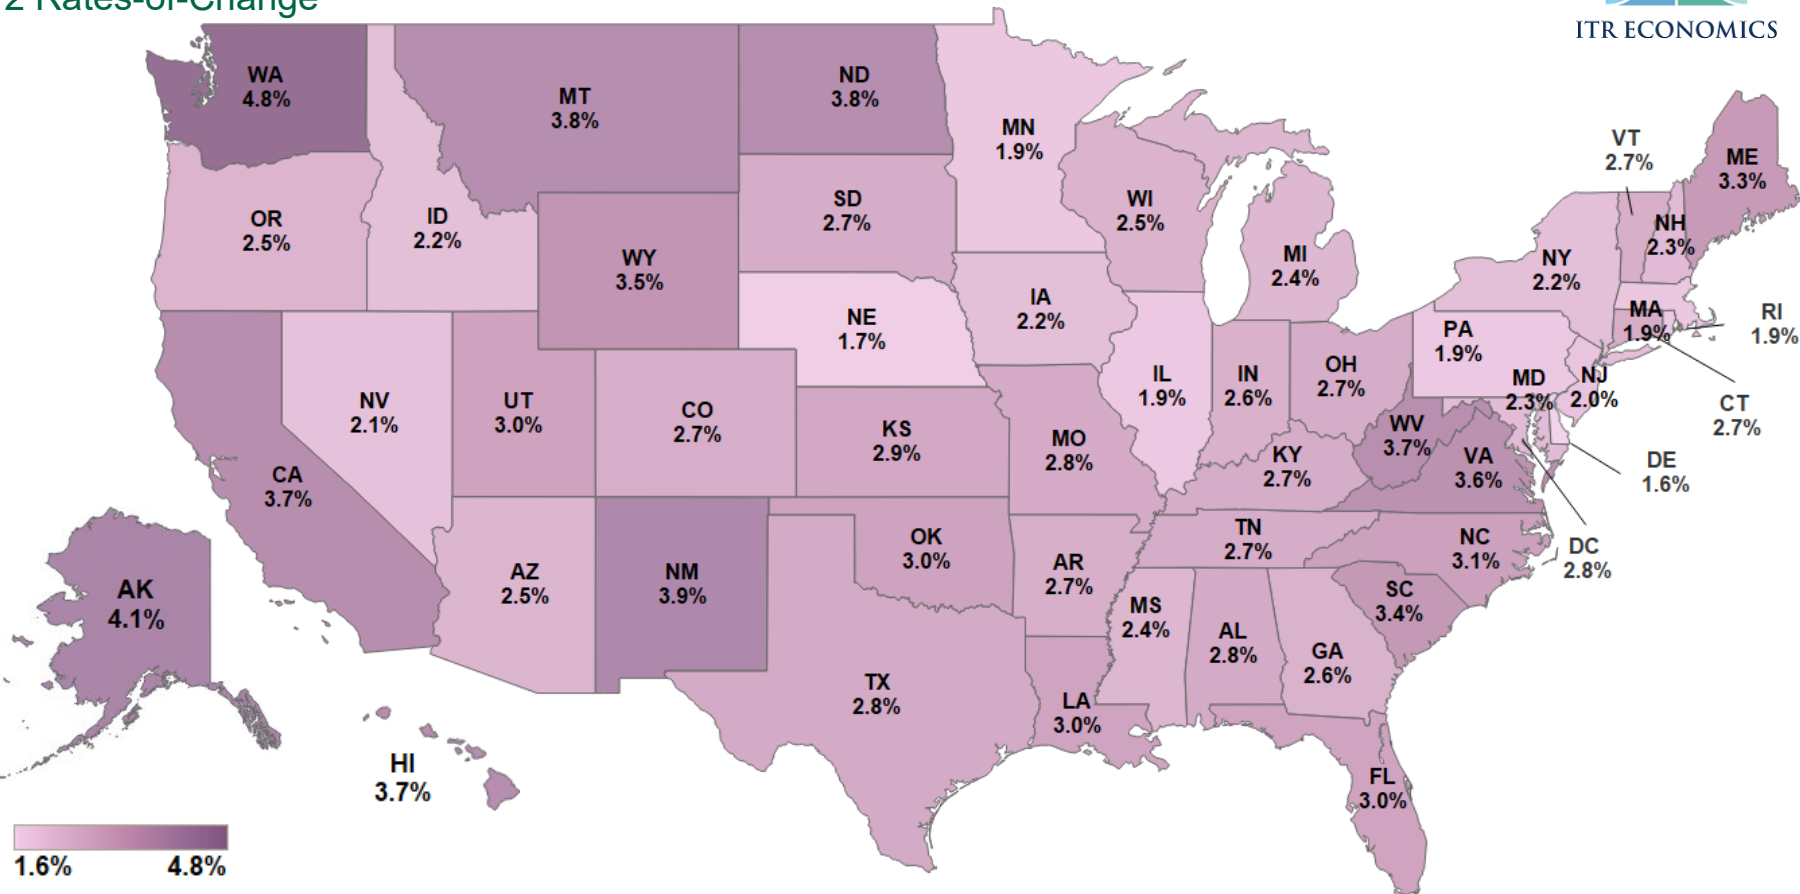 2 Rates-of-Change
ITR ECONOMICS
WA
4.8%
MT
3.8%
ND
3.8%
MN
1.9%
VT
2.7%
ME
3.3%
OR
2.5%
ID
2.2%
WY
3.5%
SD
2.7%
WI
2.5%
MI
2.4%
NY
2.2%
NH
2.3%
NE
1.7%
IA
2.2%
MA
1.9%
RI
1.9%
PA
1.9%
NV
2.1%
UT
3.0%
CO
2.7%
IL
1.9%
IN
2.6%
OH
2.7%
MD
2.3%
NJ
2.0%
CT
2.7%
KS
2.9%
MO
2.8%
KY
2.7%
WV
3.7%
VA
3.6%
DE
1.6%
CA
3.7%
AK
4.1%
AZ
2.5%
NM
3.9%
OK
3.0%
AR
2.7%
TN
2.7%
NC
3.1%
DC
2.8%
MS
2.4%
AL
2.8%
GA
2.6%
SC
3.4%
TX
2.8%
LA
3.0%
HI
3.7%
FL
3.0%
1.6%
4.8%